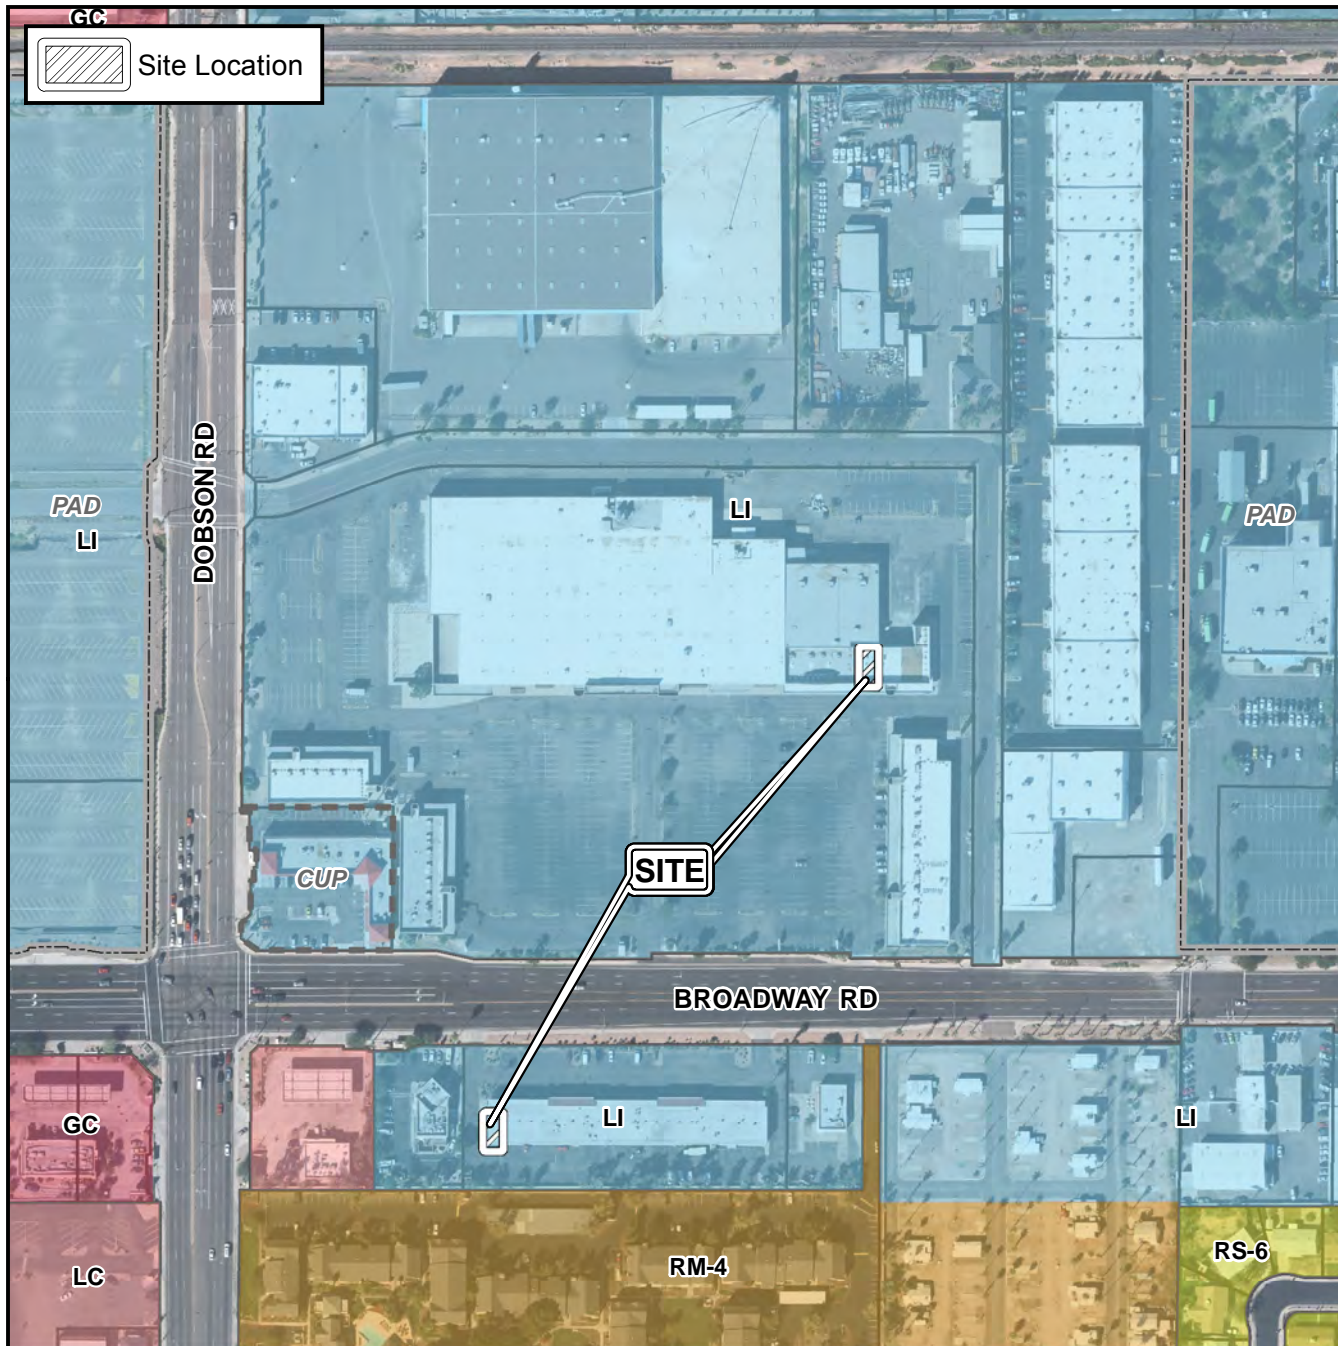 GC
Site Location
DOBSON RD
LI
PAD
LI
PAD
CUP
SITE
BROADWAY RD
GC
LI
LI
LC
RM-4
RS-6